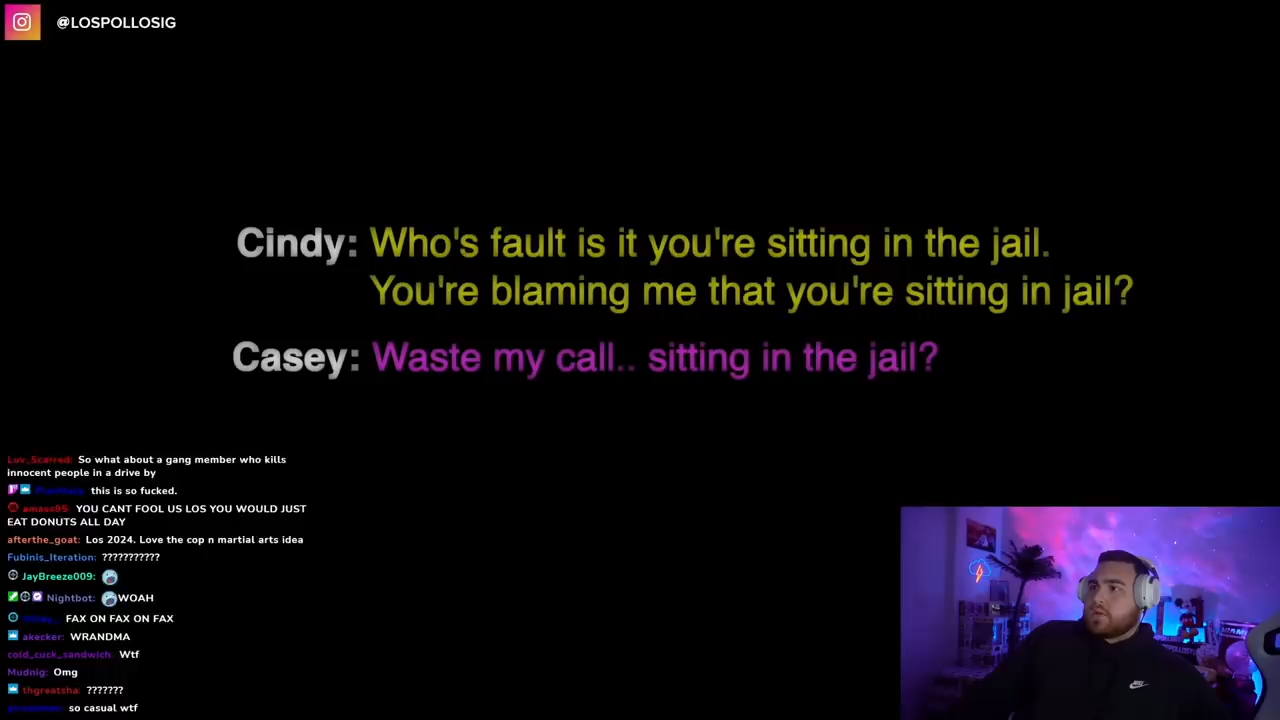 @LOSPOLLOSIG
Cindy: Who's fault is it you're sitting in the jail.
You're blaming me that you're sitting in jail?
Casey: Waste my call.. sitting in the jail?
Luv_Scarred: So what about a gang member who kills
innocent people in a drive by
this is so fucked.
amass95: YOU CANT FOOL US LOS YOU WOULD JUST
EAT DONUTS ALL DAY
afterthe_goat: Los 2024. Love the cop n martial arts idea
Fubinis_Iteration: ???????????
JayBreeze009:
Nightbot: WOAH
FAX ON FAX ON FAX
akecker: WRANDMA
cold_cuck_sandwich: Wtf
Mudnig: Omg
thgreatsha: ???????
so casual wtf